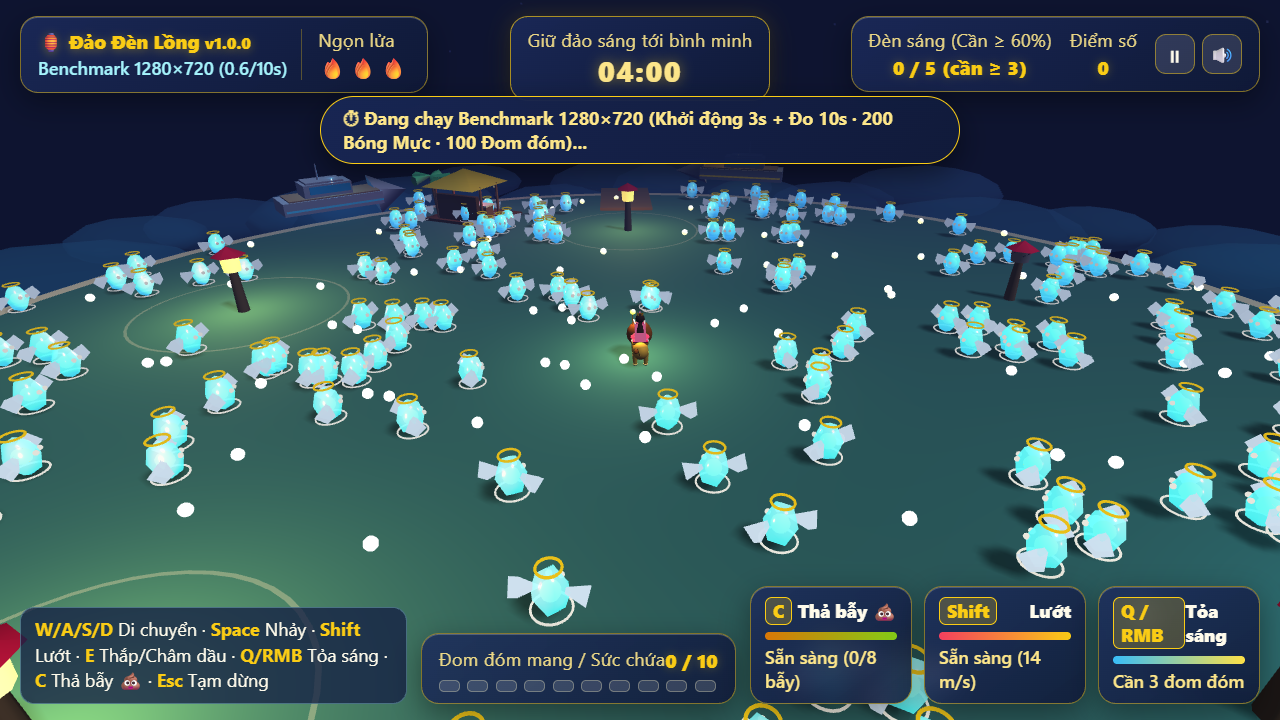 Đảo Đèn Lồng v1.0.0
Benchmark 1280×720 (0.6/10s)
Ngọn lửa
Giữ đảo sáng tới bình minh
04:00
Đèn sáng (Cần ≥ 60%)
0 / 5 (cần ≥ 3)
Điểm số
0
⏱ Đang chạy Benchmark 1280×720 (Khởi động 3s + Đo 10s · 200
Bóng Mực · 100 Đom đóm)...
W/A/S/D Di chuyển · Space Nhảy · Shift
Lướt · E Thắp/Châm dầu · Q/RMB Tỏa sáng ·
C Thả bẫy 💩 · Esc Tạm dừng
Đom đóm mang / Sức chứa 0 / 10
C Thả bẫy 💩
Sẵn sàng (0/8
bẫy)
Shift Lướt
Sẵn sàng (14
m/s)
Q /
RMB
Tỏa
sáng
Cần 3 đom đóm